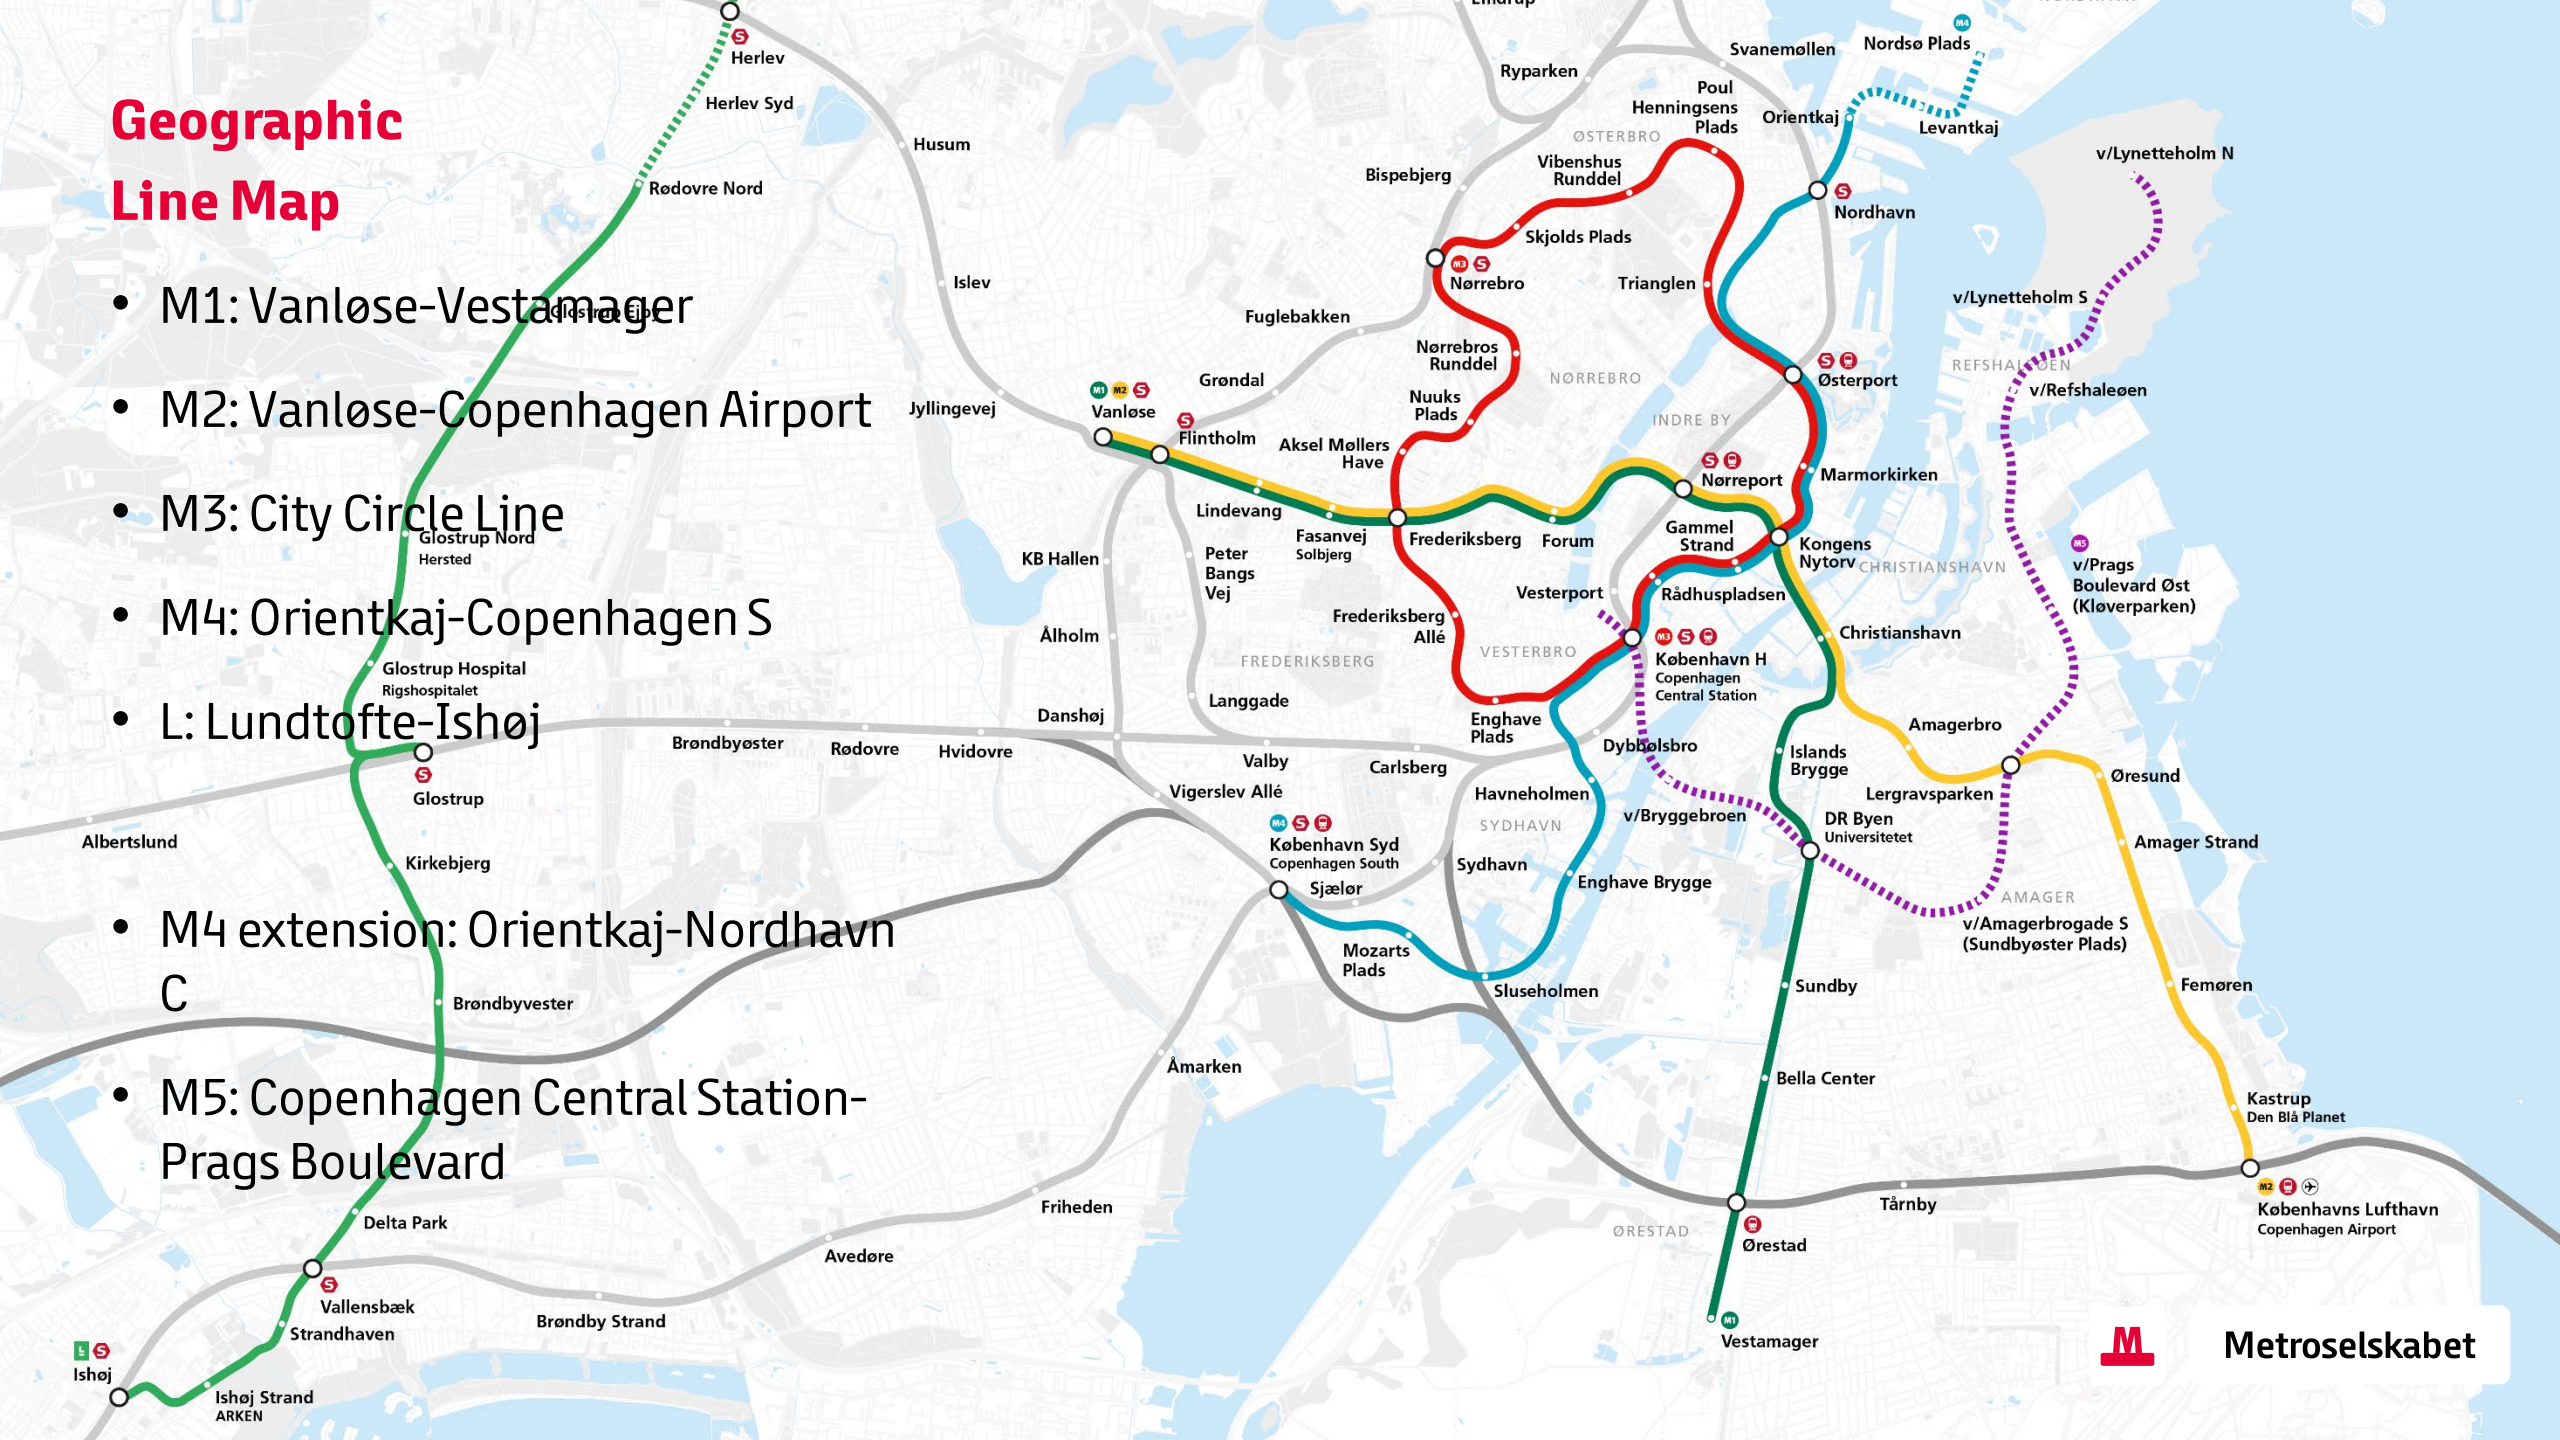 Geographic
Line Map
• M1: Vanløse-Vestamager
• M2: Vanløse-Copenhagen Airport
• M3: City Circle Line
• M4: Orientkaj-Copenhagen S
• L: Lundtofte-Ishøj
• M4 extension: Orientkaj-Nordhavn
C
• M5: Copenhagen Central Station-
Prags Boulevard
Herlev
Herlev Syd
Rødovre Nord
Glostrup Nord
Hersted
Glostrup Hospital
Rigshospitalet
Glostrup
Albertslund
Kirkebjerg
Brøndbyvester
Delta Park
Vallensbæk
Strandhaven
Ishøj
Ishøj Strand
ARKEN
Brøndby Strand
Avedøre
Friheden
Åmarken
Husum
Islev
Jyllingevej
M1 M2 S
Vanløse
S
Flintholm
Grøndal
Fuglebakken
Bispebjerg
Ryparken
Svanemøllen
M4
Nordsø Plads
Levantkaj
Orientkaj
S
Nordhavn
Poul
Henningsens
Plads
ØSTERBRO
Vibenshus
Runddel
Skjolds Plads
M3 S
Nørrebro
Trianglen
Nørrebros
Runddel
NØRREBRO
Nuuks
Plads
Aksel Møllers
Have
INDRE BY
S
Østerport
S
Nørreport
Marmorkirken
Lindevang
Fasanvej
Solbjerg
Frederiksberg
Forum
Gammel
Strand
Kongens
Nytorv
CHRISTIANSHAVN
Vesterport
Rådhuspladsen
Christianshavn
M3 S
København H
Copenhagen
Central Station
Frederiksberg
Allé
VESTERBRO
FREDERIKSBERG
Enghave
Plads
KB Hallen
Peter
Bangs
Vej
Ålholm
Langgade
Danshøj
Brøndbyøster
Rødovre
Hvidovre
Valby
Carlsberg
Dybbølsbro
Vigerslev Allé
Havneholmen
SYDHAVN
v/Bryggebroen
M4 S
København Syd
Copenhagen South
Sjælør
Sydhavn
Enghave Brygge
Mozarts
Plads
Sluseholmen
Islands
Brygge
DR Byen
Universitetet
Sundby
Bella Center
ØRESTAD
Ørestad
M1
Vestamager
Tårnby
Amagerbro
Lergravsparken
Øresund
Amager Strand
AMAGER
v/Amagerbrogade S
(Sundbyøster Plads)
Femøren
Kastrup
Den Blå Planet
M2
Københavns Lufthavn
Copenhagen Airport
v/Lynetteholm N
v/Lynetteholm S
REFSHALEØEN
v/Refshaleøen
M5
v/Prags
Boulevard Øst
(Kløverparken)
M
Metroselskabet